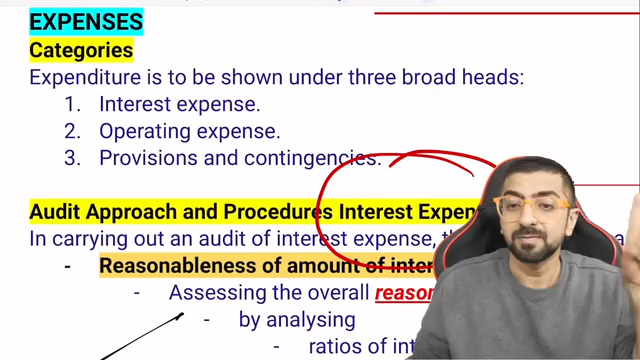 EXPENSES
Categories
Expenditure is to be shown under three broad heads:
1. Interest expense.
2. Operating expense.
3. Provisions and contingencies.
Audit Approach and Procedures Interest Expen
In carrying out an audit of interest expense, th
- Reasonableness of amount of inter
- Assessing the overall reason
- by analysing
- ratios of int